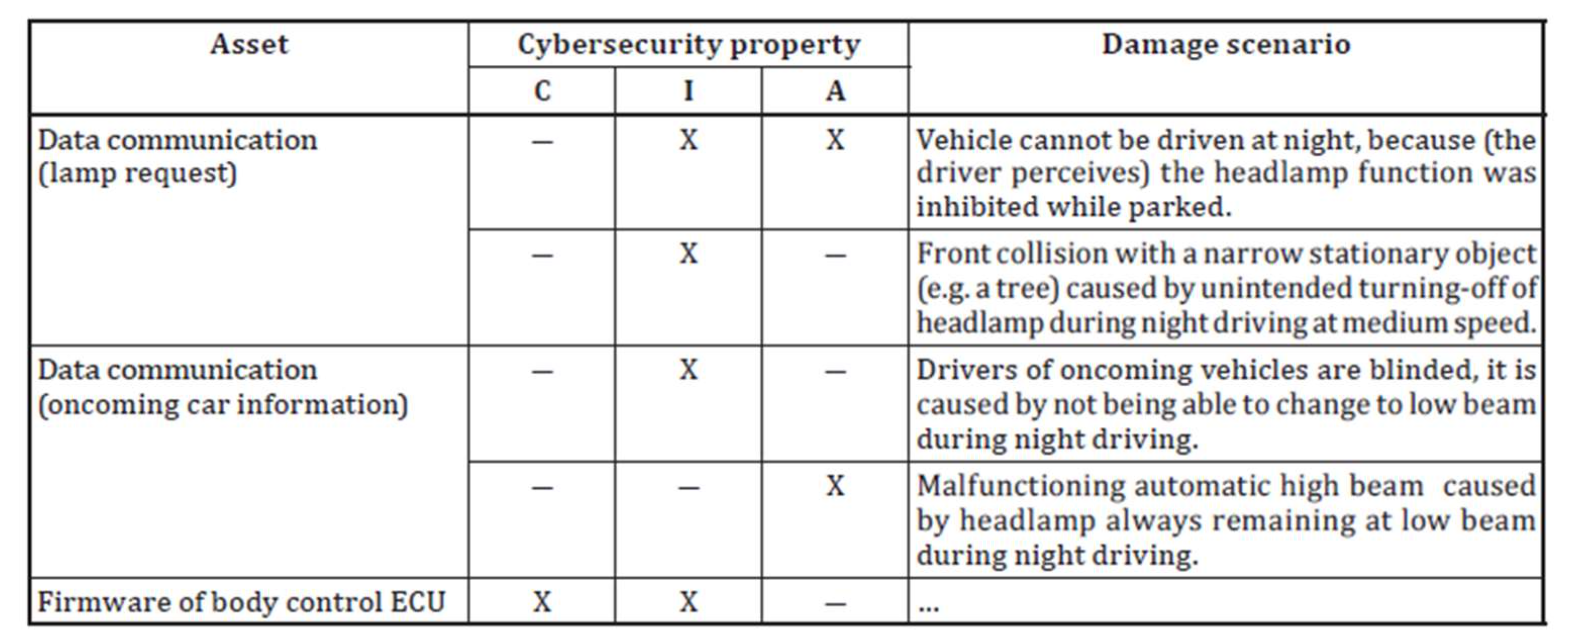 Asset
Cybersecurity property
Damage scenario
C
I
A
Data communication
(lamp request)
—
X
X
Vehicle cannot be driven at night, because (the
driver perceives) the headlamp function was
inhibited while parked.
—
X
—
Front collision with a narrow stationary object
(e.g. a tree) caused by unintended turning-off of
headlamp during night driving at medium speed.
Data communication
(oncoming car information)
—
X
—
Drivers of oncoming vehicles are blinded, it is
caused by not being able to change to low beam
during night driving.
—
—
X
Malfunctioning automatic high beam caused
by headlamp always remaining at low beam
during night driving.
Firmware of body control ECU
X
X
—
...